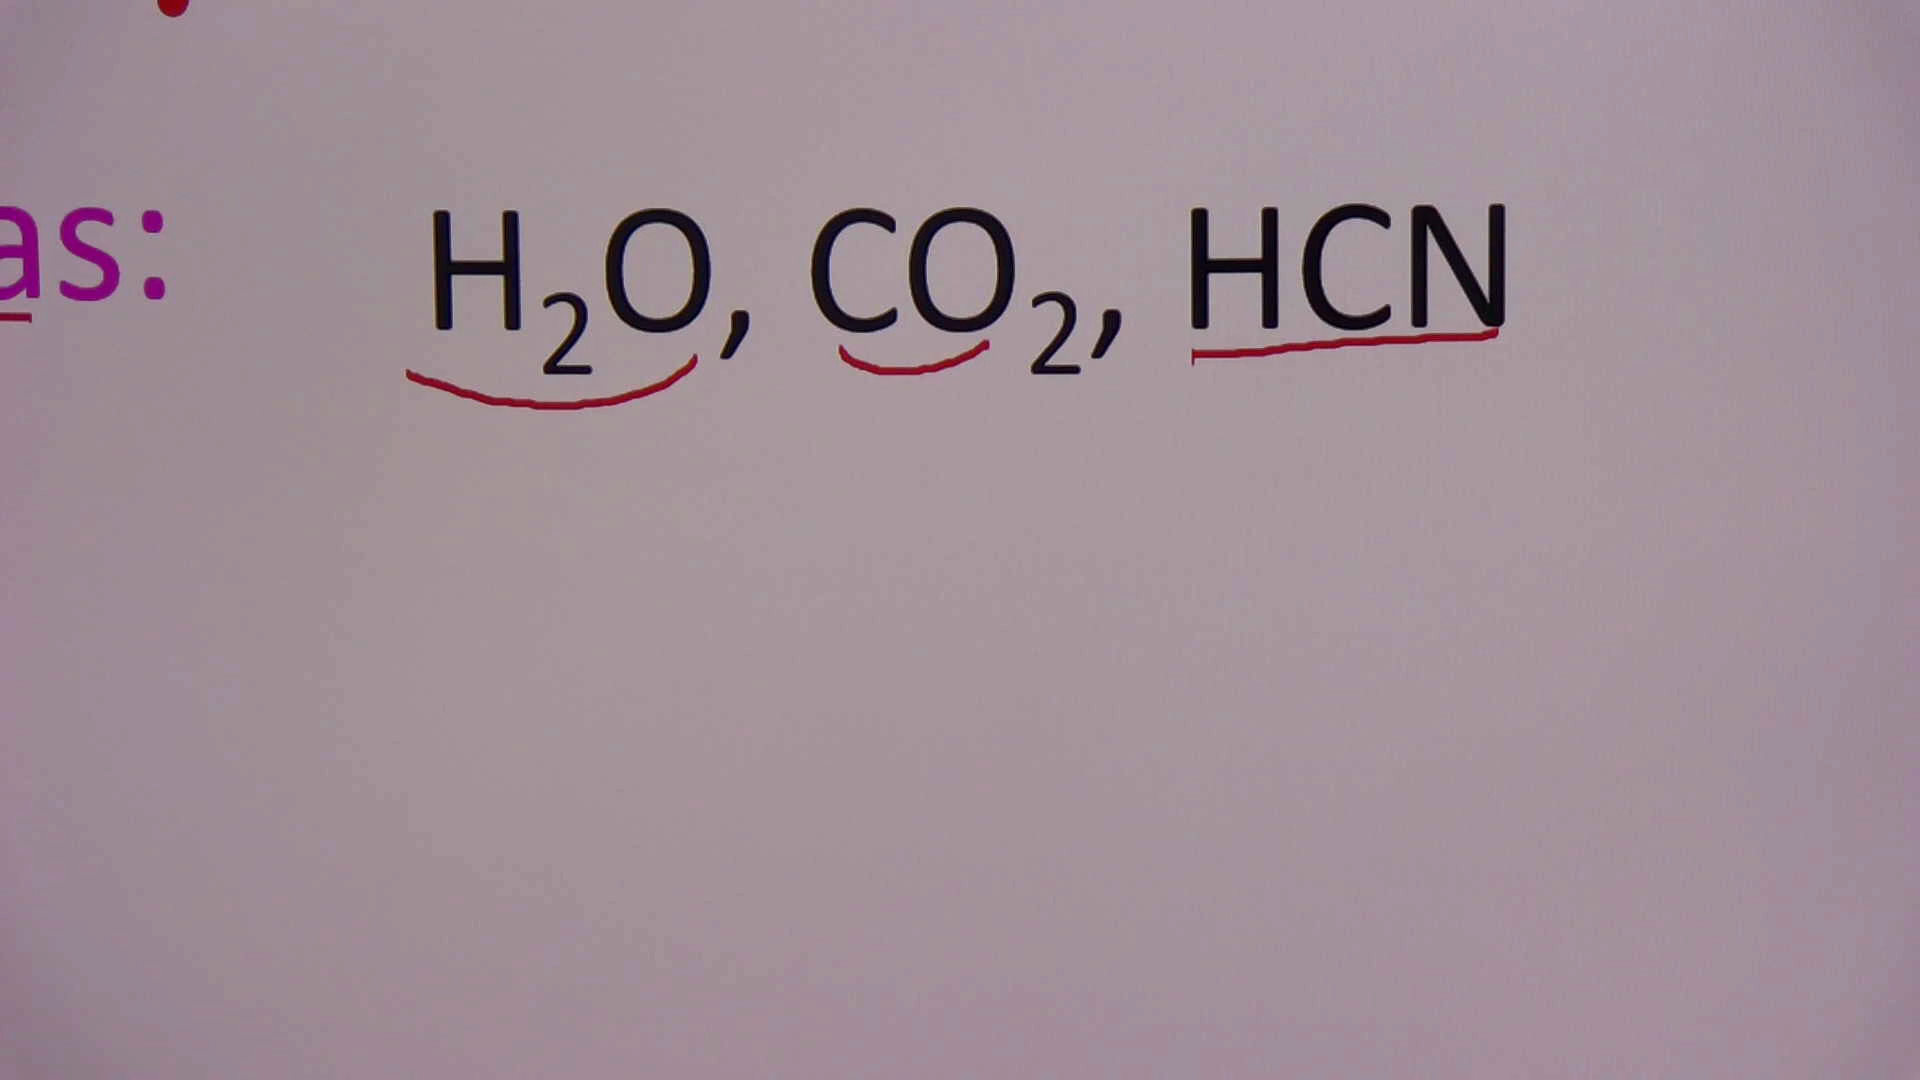 as: H₂O, CO₂, HCN